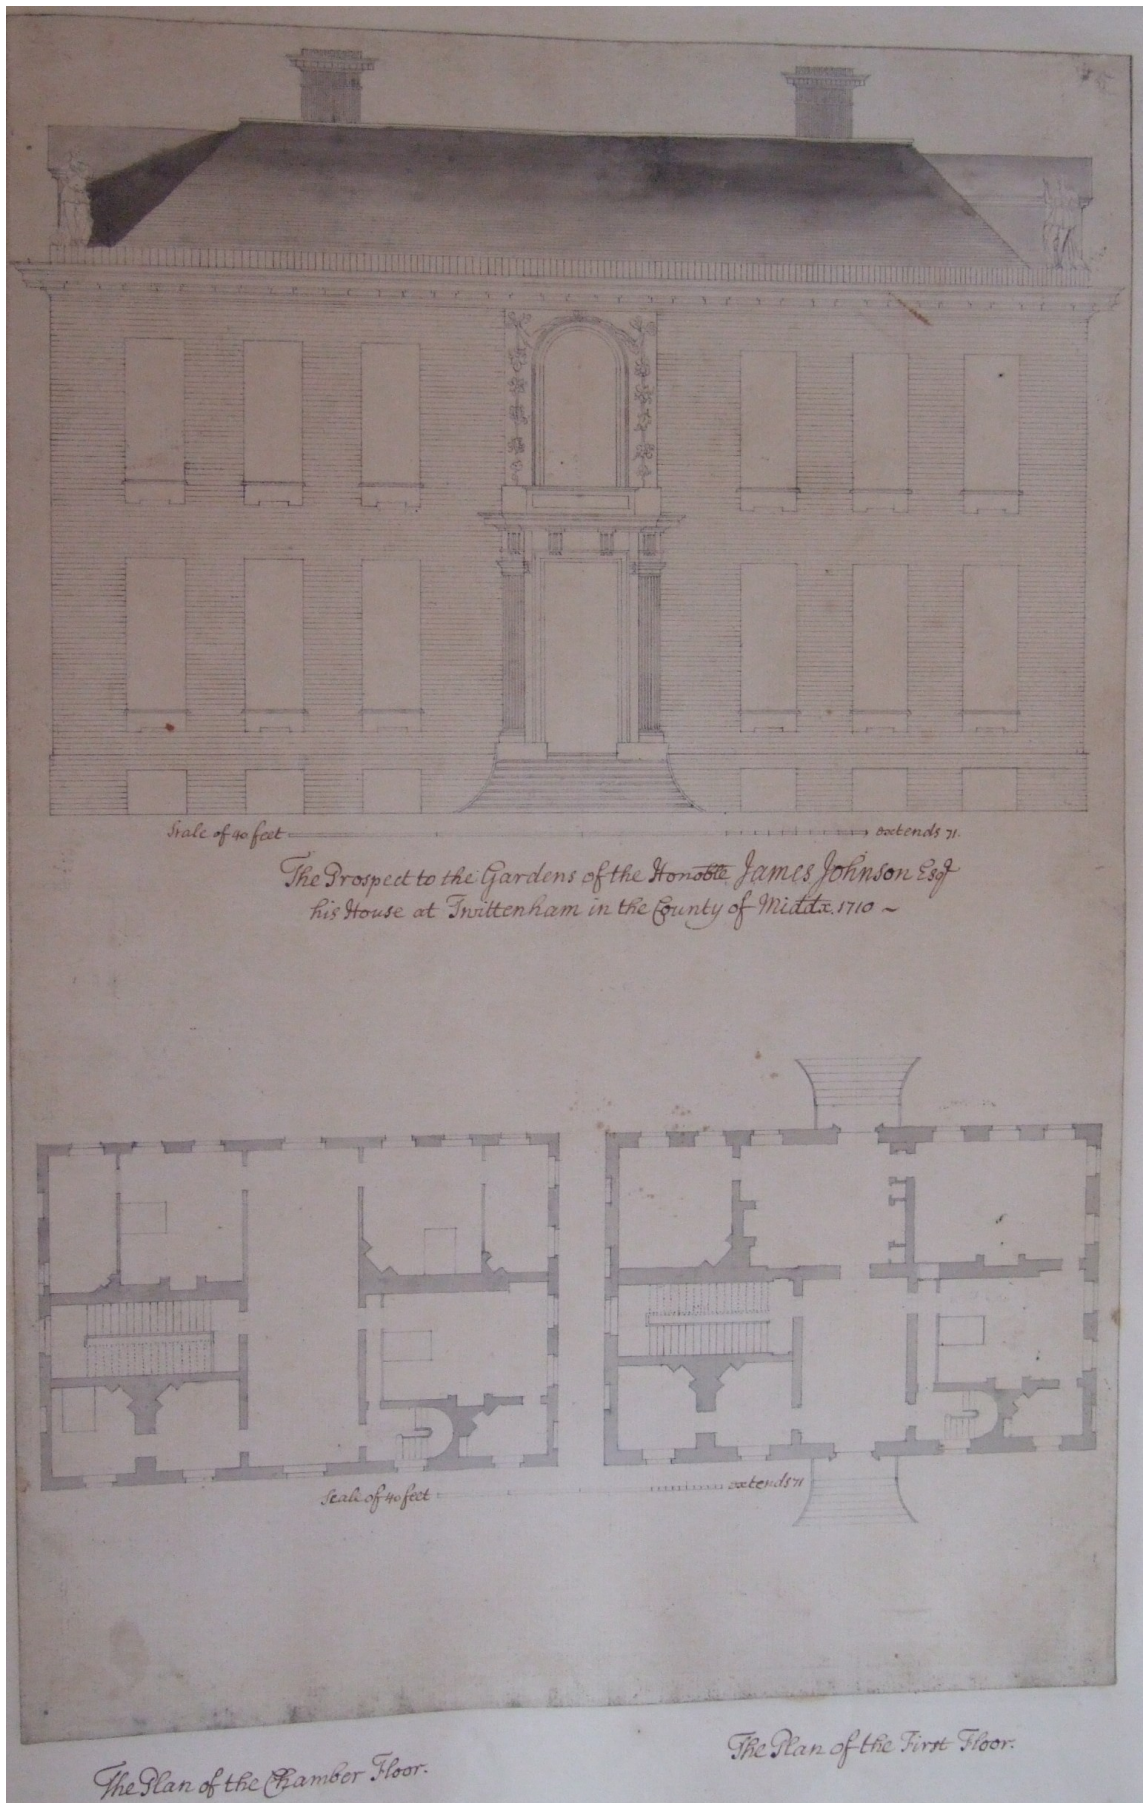 Scale of 40 feet extends 71.
The Prospect to the Gardens of the Honoble James Johnson Esqr
his House at Twittenham in the County of Middx. 1710 ~
Scale of 40 feet extends 71
The Plan of the First Floor.
The Plan of the Chamber Floor.